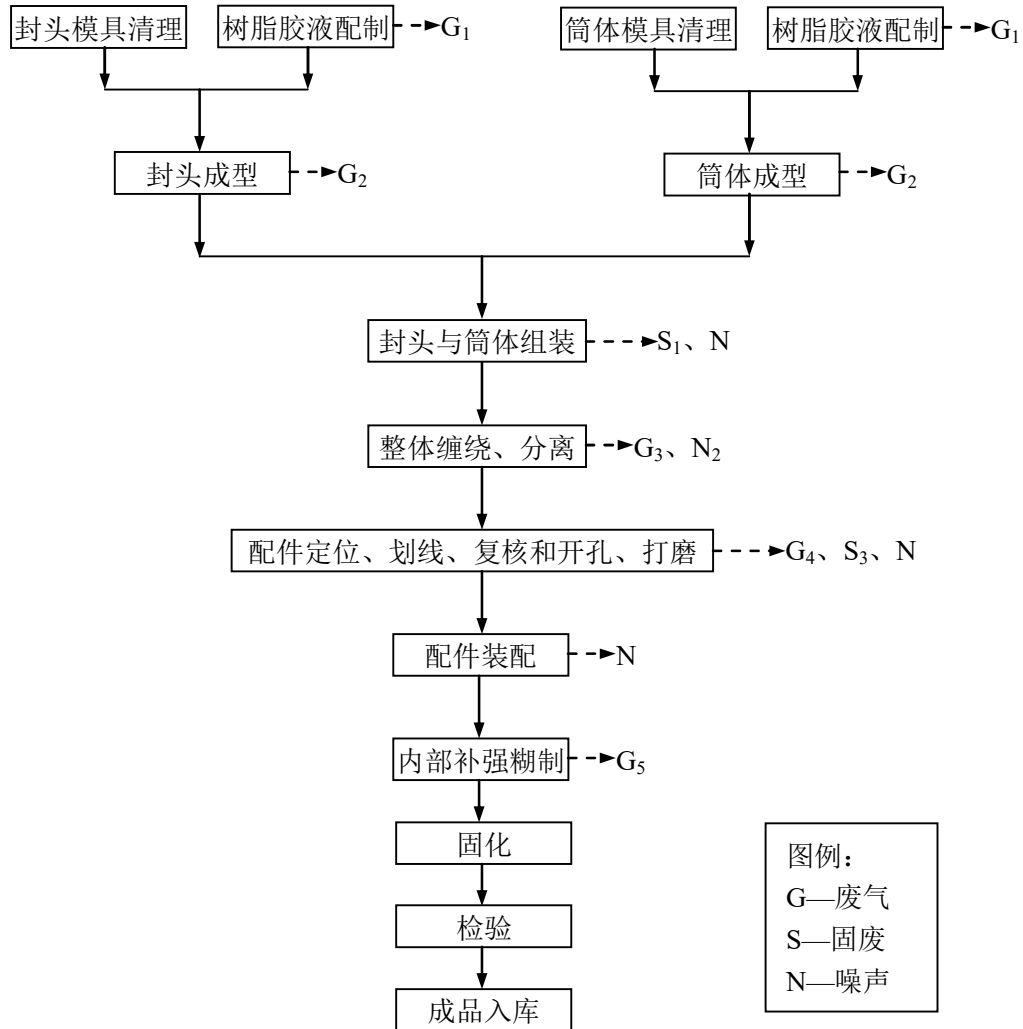 封头模具清理 树脂胶液配制 G₁ 筒体模具清理 树脂胶液配制 G₁
封头成型 G₂ 筒体成型 G₂
封头与筒体组装 S₁、N
整体缠绕、分离 G₃、N₂
配件定位、划线、复核和开孔、打磨 G₄、S₃、N
配件装配 N
内部补强糊制 G₅
固化
检验
成品入库
图例：
G—废气
S—固废
N—噪声